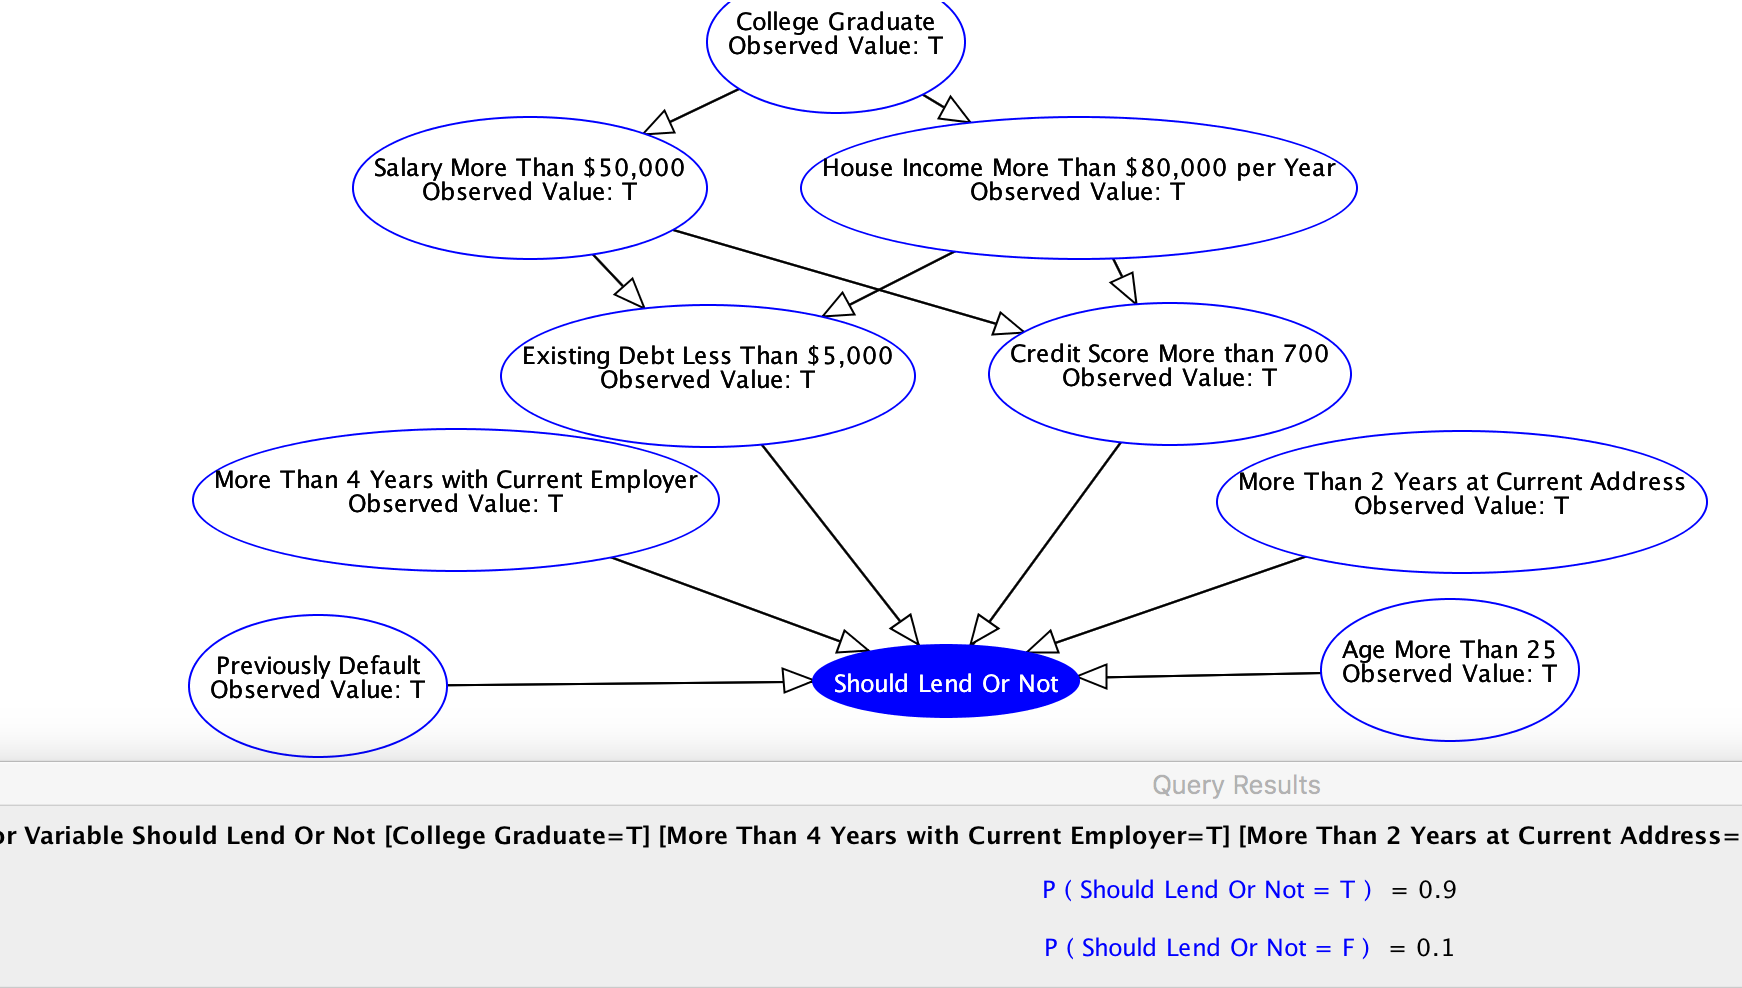 College Graduate
Observed Value: T
Salary More Than $50,000
Observed Value: T
House Income More Than $80,000 per Year
Observed Value: T
Existing Debt Less Than $5,000
Observed Value: T
Credit Score More than 700
Observed Value: T
More Than 4 Years with Current Employer
Observed Value: T
More Than 2 Years at Current Address
Observed Value: T
Previously Default
Observed Value: T
Should Lend Or Not
Age More Than 25
Observed Value: T
Query Results
or Variable Should Lend Or Not [College Graduate=T] [More Than 4 Years with Current Employer=T] [More Than 2 Years at Current Address=
P ( Should Lend Or Not = T ) = 0.9
P ( Should Lend Or Not = F ) = 0.1